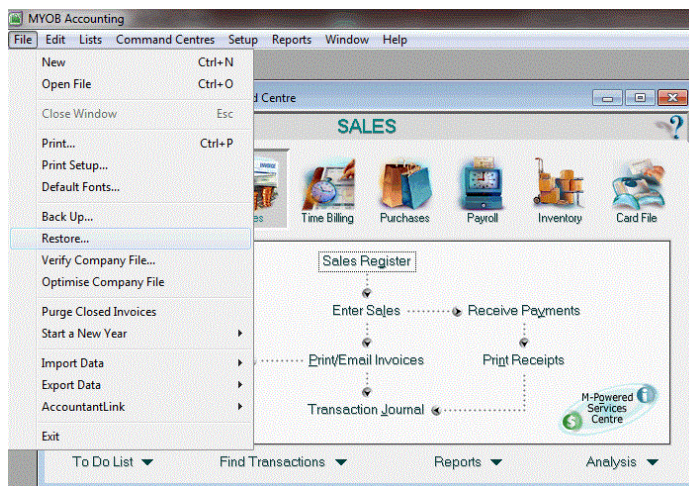 MYOB Accounting
File Edit Lists Command Centres Setup Reports Window Help
New Ctrl+N
Open File Ctrl+O
Close Window Esc
Print... Ctrl+P
Print Setup...
Default Fonts...
Back Up...
Restore...
Verify Company File...
Optimise Company File
Purge Closed Invoices
Start a New Year
Import Data
Export Data
AccountantLink
Exit
d Centre
SALES
INVOICE
es Time Billing Purchases Payroll Inventory Card File
Sales Register
Enter Sales Receive Payments
Print/Email Invoices Print Receipts
Transaction Journal
M-Powered
Services
Centre
To Do List Find Transactions Reports Analysis